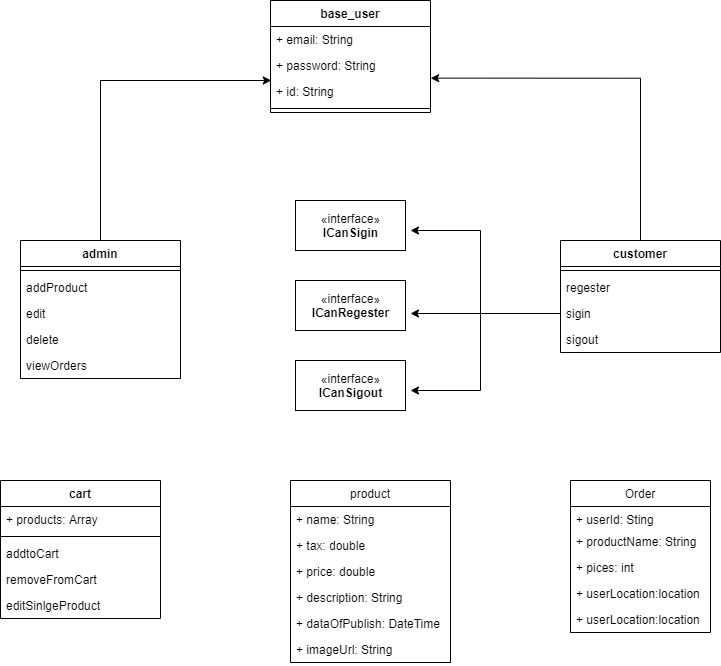 base_user
+ email: String
+ password: String
+ id: String
admin
addProduct
edit
delete
viewOrders
«interface»
ICanSigin
«interface»
ICanRegester
«interface»
ICanSigout
customer
regester
sigin
sigout
cart
+ products: Array
addtoCart
removeFromCart
editSinlgeProduct
product
+ name: String
+ tax: double
+ price: double
+ description: String
+ dataOfPublish: DateTime
+ imageUrl: String
Order
+ userId: Sting
+ productName: String
+ pices: int
+ userLocation:location
+ userLocation:location